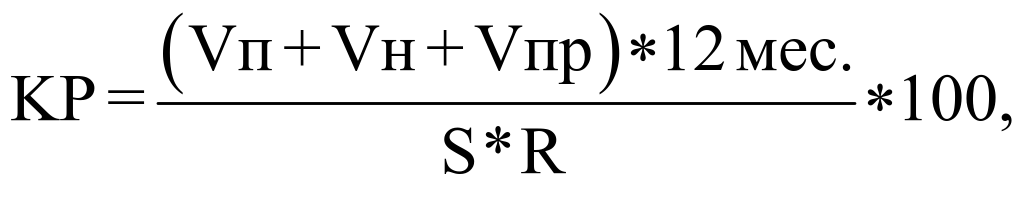 KP = (Vп + Vн + Vпр) * 12 мес. / S * R * 100,